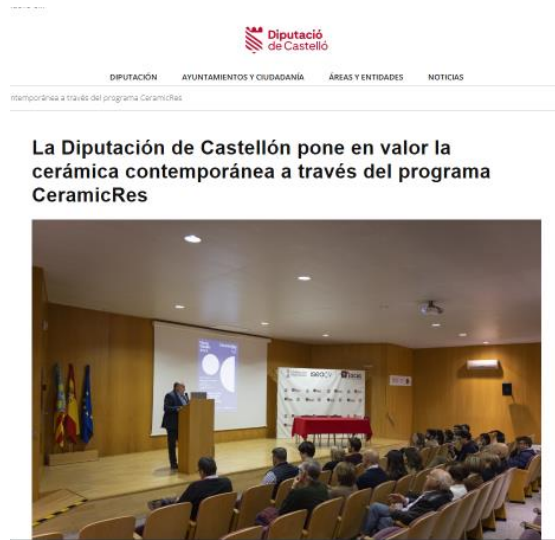 Diputació
de Castelló
DIPUTACIÓN AYUNTAMIENTOS Y CIUDADANÍA ÁREAS Y ENTIDADES NOTICIAS
ntemporánea a través del programa CeramicRes
La Diputación de Castellón pone en valor la
cerámica contemporánea a través del programa
CeramicRes